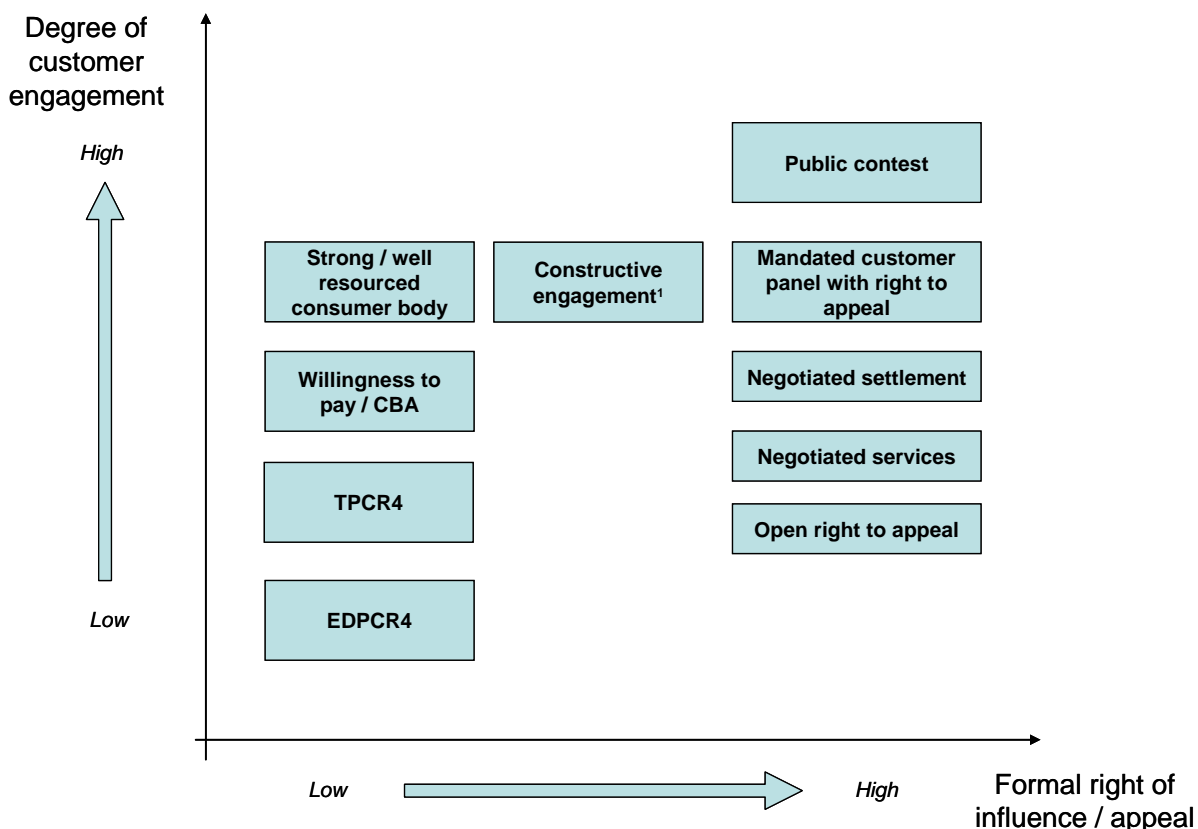 Degree of
customer
engagement
High
Public contest
Strong / well
resourced
consumer body
Constructive
engagement¹
Mandated customer
panel with right to
appeal
Willingness to
pay / CBA
Negotiated settlement
Negotiated services
TPCR4
Open right to appeal
Low
EDPCR4
Low
High
Formal right of
influence / appeal